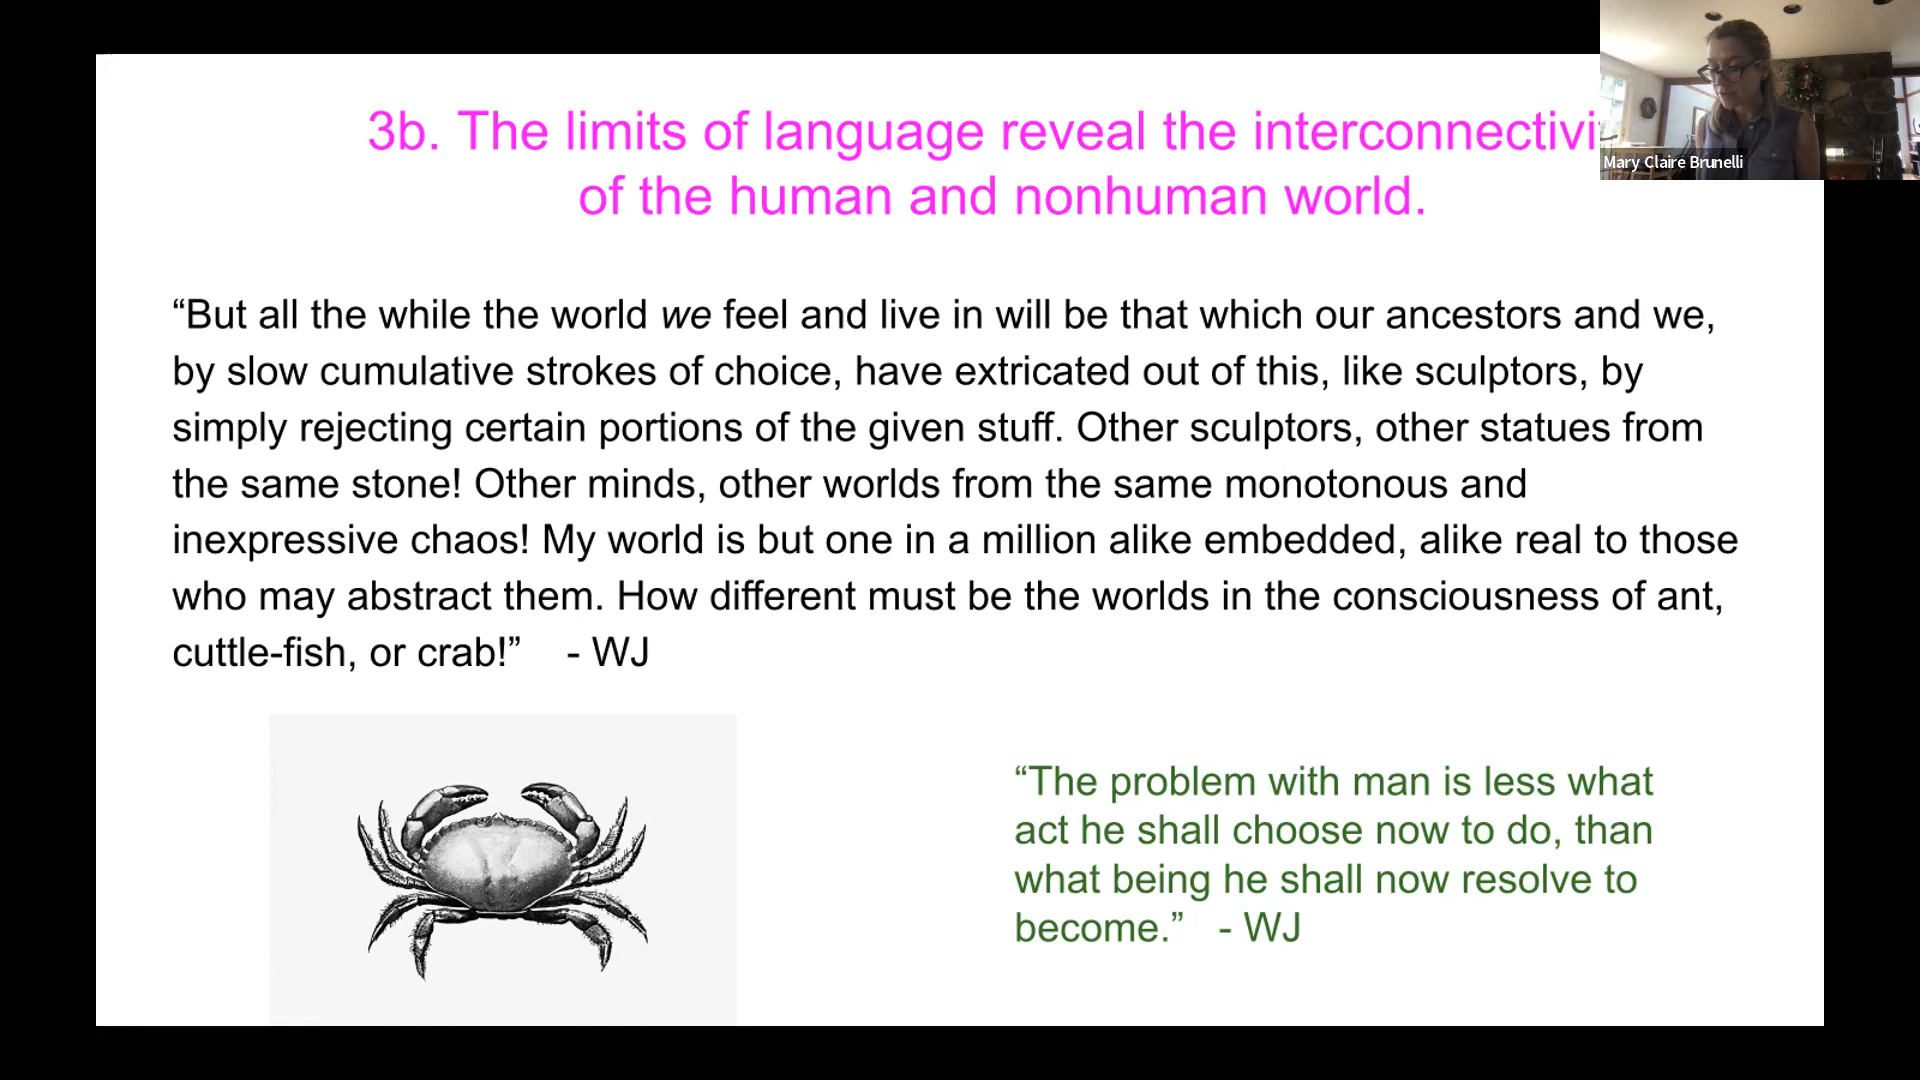 3b. The limits of language reveal the
of the human and nonhuman world.
Mary Claire Brunelli
“But all the while the world we feel and live in will be that which our ancestors and we,
by slow cumulative strokes of choice, have extricated out of this, like sculptors, by
simply rejecting certain portions of the given stuff. Other sculptors, other statues from
the same stone! Other minds, other worlds from the same monotonous and
inexpressive chaos! My world is but one in a million alike embedded, alike real to those
who may abstract them. How different must be the worlds in the consciousness of ant,
cuttle-fish, or crab!” - WJ
“The problem with man is less what
act he shall choose now to do, than
what being he shall now resolve to
become.” - WJ